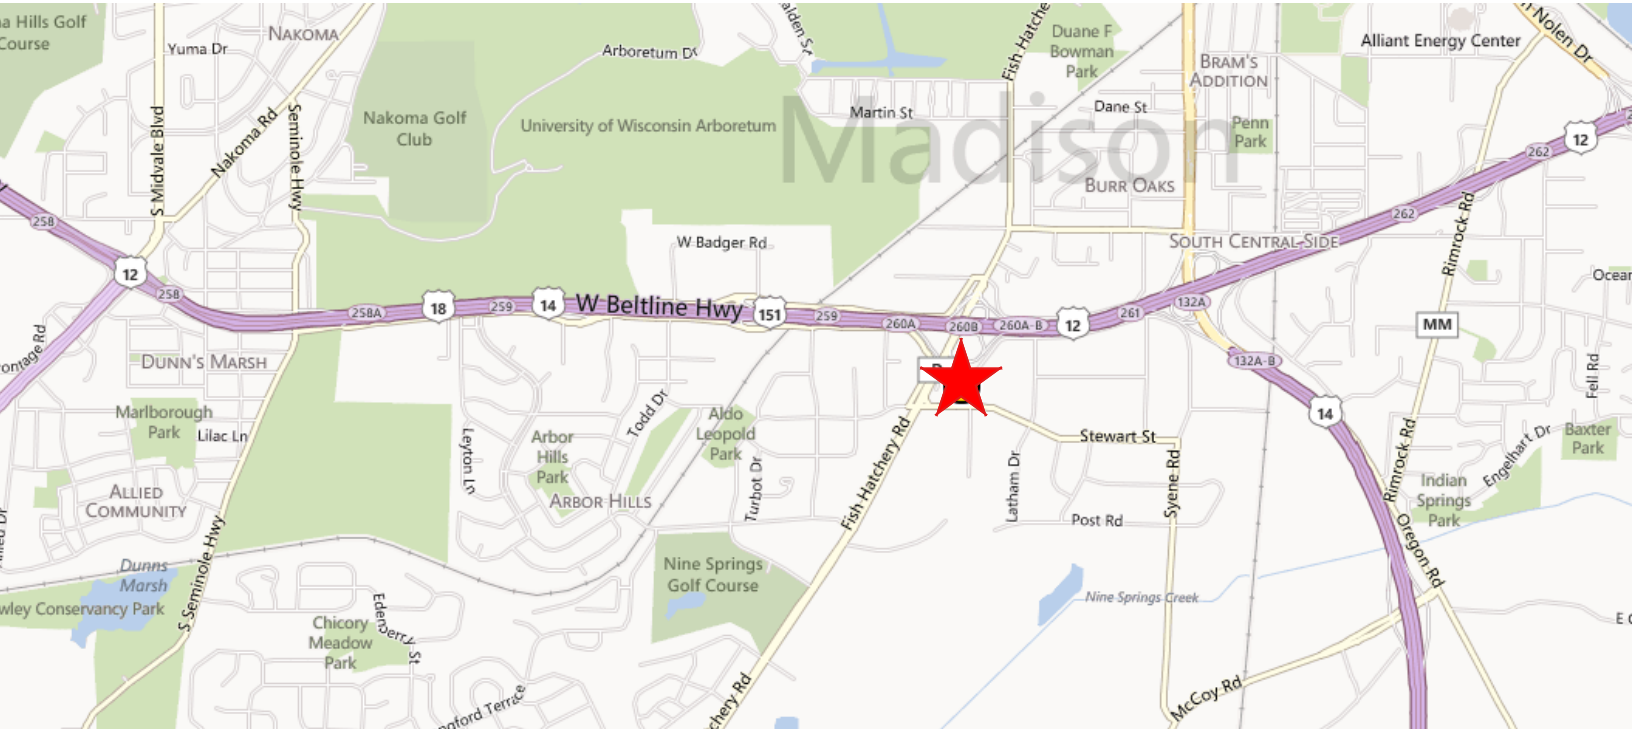 a Hills Golf
Course
NAKOMA
Yuma Dr
S Midvale Blvd
Nakoma Rd
Seminole Hwy
Nakoma Golf
Club
Arboretum Dr
University of Wisconsin Arboretum
Martin St
Madison
Fish Hatche
Duane F
Bowman
Park
Dane St
BRAM'S
ADDITION
Penn
Park
BURR OAKS
Alliant Energy Center
n Nolen Dr
12
262
262
Rimrock Rd
SOUTH CENTRAL SIDE
Ocean
258
12
258
W Badger Rd
258A
18
259
14
W Beltline Hwy
151
259
260A
260B
260A-B
12
261
132A
MM
132A-B
14
Fell Rd
ontage Rd
DUNN'S MARSH
Marlborough
Park
Lilac Ln
ALLIED
COMMUNITY
Leyton Ln
Arbor
Hills
Park
ARBOR HILLS
Todd Dr
Aldo
Leopold
Park
Turbot Dr
Fish Hatchery Rd
Stewart St
Latham Dr
Syene Rd
Post Rd
Rimrock Rd
Engelhart Dr
Baxter
Park
Indian
Springs
Park
Oregon Rd
S Seminole Hwy
Dunns
Marsh
wley Conservancy Park
Edenberry St
Chicory
Meadow
Park
Nine Springs
Golf Course
Nine Springs Creek
McCoy Rd
chery Rd
ngford Terrace
E C